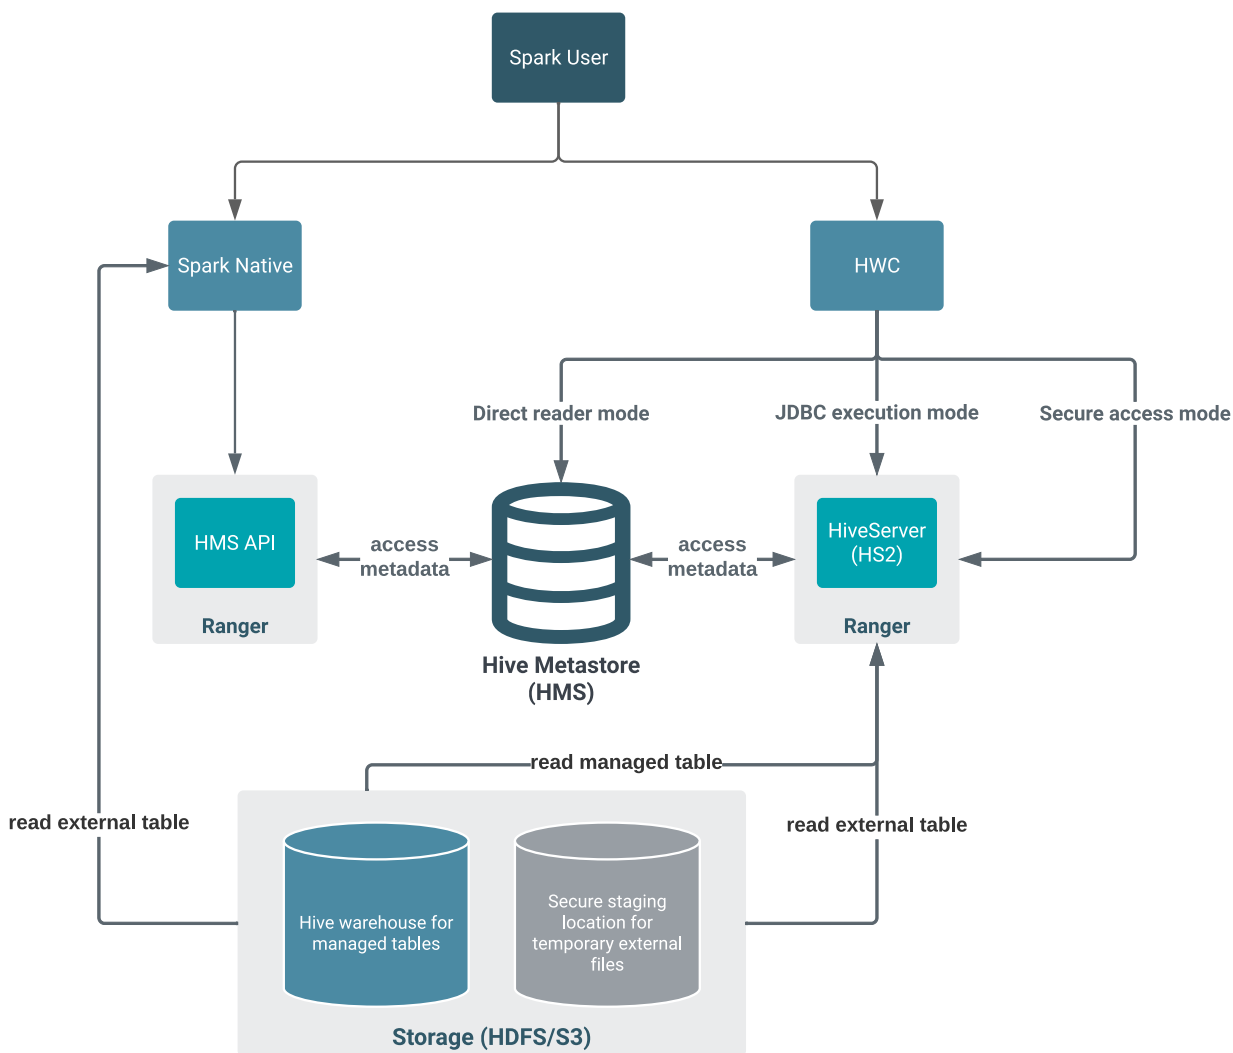 Spark User
Spark Native
HWC
Direct reader mode
JDBC execution mode
Secure access mode
HMS API
access
metadata
access
metadata
HiveServer
(HS2)
Ranger
Ranger
Hive Metastore
(HMS)
read managed table
read external table
read external table
Hive warehouse for
managed tables
Secure staging
location for
temporary external
files
Storage (HDFS/S3)